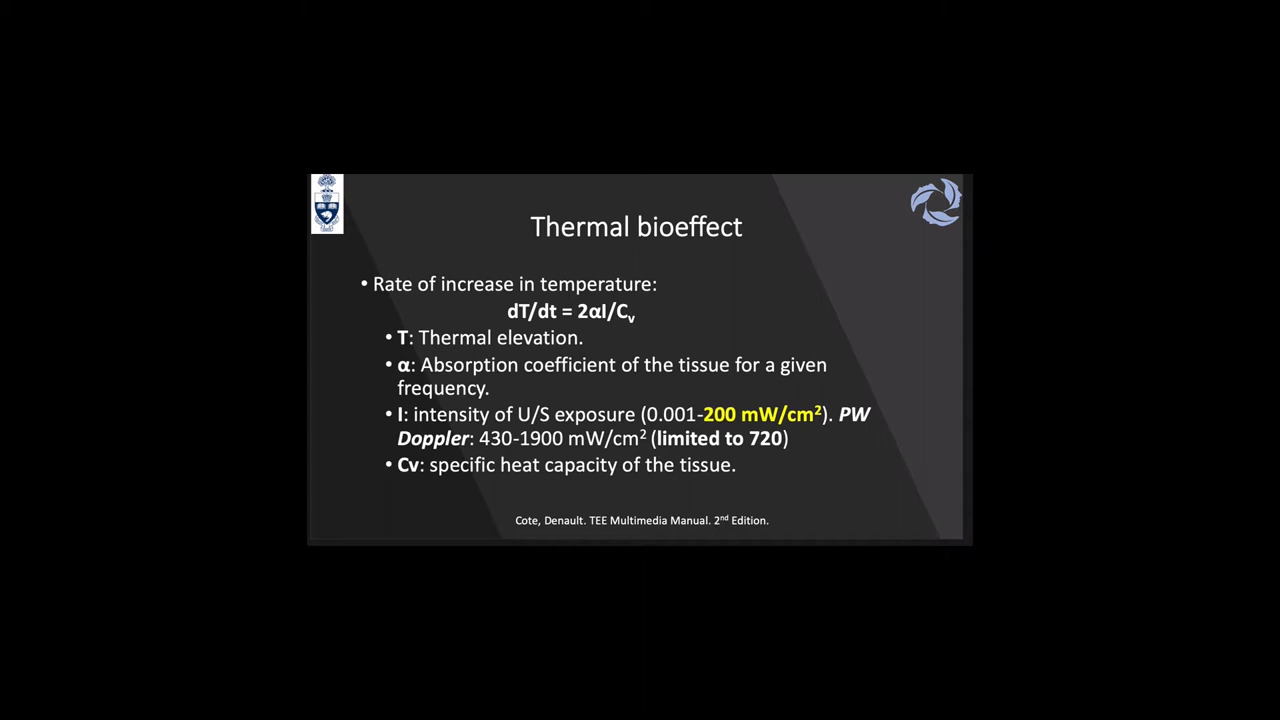 Thermal bioeffect
• Rate of increase in temperature:
dT/dt = 2αI/Cv
• T: Thermal elevation.
• α: Absorption coefficient of the tissue for a given
frequency.
• I: intensity of U/S exposure (0.001-200 mW/cm²). PW
Doppler: 430-1900 mW/cm² (limited to 720)
• Cv: specific heat capacity of the tissue.
Cote, Denault. TEE Multimedia Manual. 2nd Edition.